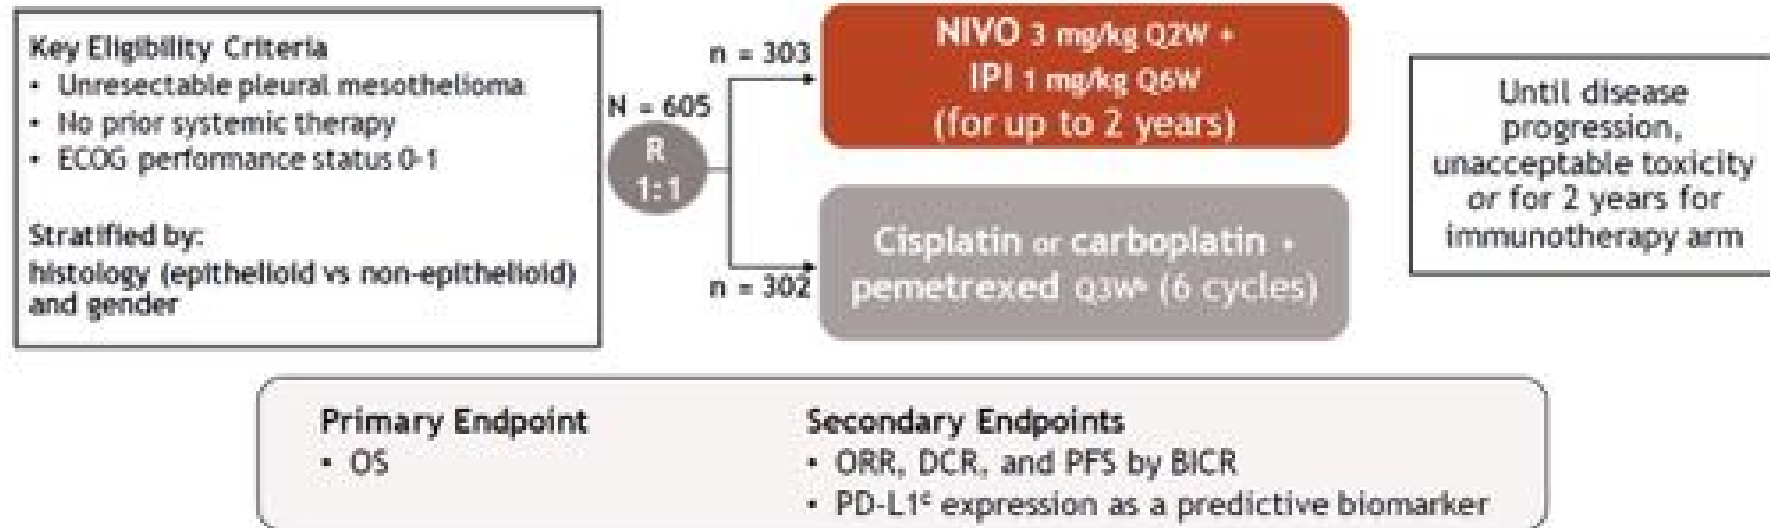 Key Eligibility Criteria
• Unresectable pleural mesothelioma
• No prior systemic therapy
• ECOG performance status 0-1
Stratified by:
histology (epithelioid vs non-epithelioid)
and gender
N = 605
R
1:1
n = 303
n = 302
NIVO 3 mg/kg Q2W +
IPI 1 mg/kg Q6W
(for up to 2 years)
Cisplatin or carboplatin +
pemetrexed Q3Wᵇ (6 cycles)
Until disease
progression,
unacceptable toxicity
or for 2 years for
immunotherapy arm
Primary Endpoint
• OS
Secondary Endpoints
• ORR, DCR, and PFS by BICR
• PD-L1ᶜ expression as a predictive biomarker